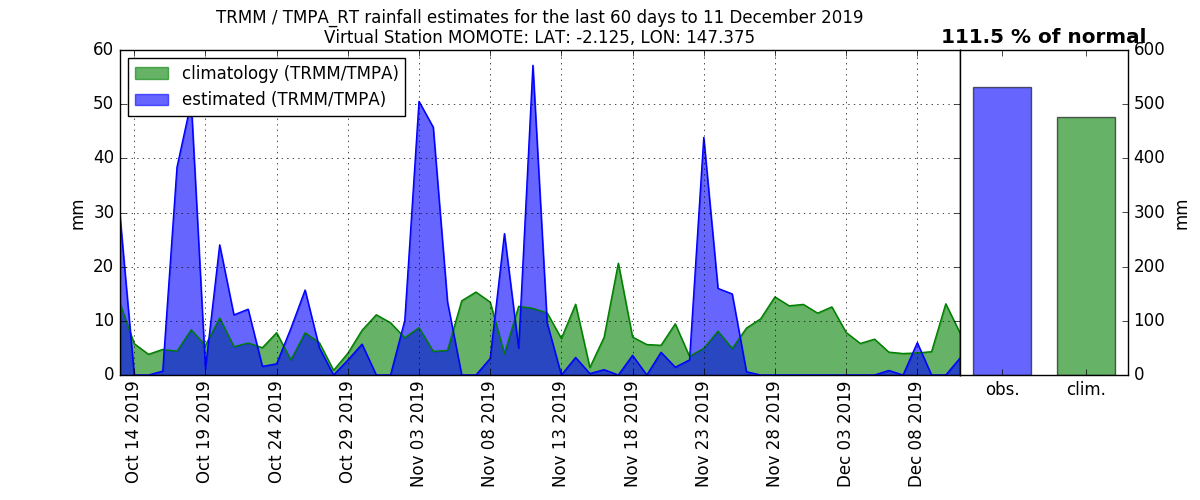 TRMM / TMPA_RT rainfall estimates for the last 60 days to 11 December 2019
Virtual Station MOMOTE: LAT: -2.125, LON: 147.375
111.5 % of normal
climatology (TRMM/TMPA)
estimated (TRMM/TMPA)
mm
60
50
40
30
20
10
0
Oct 14 2019
Oct 19 2019
Oct 24 2019
Oct 29 2019
Nov 03 2019
Nov 08 2019
Nov 13 2019
Nov 18 2019
Nov 23 2019
Nov 28 2019
Dec 03 2019
Dec 08 2019
600
500
400
300
200
100
0
mm
obs.
clim.